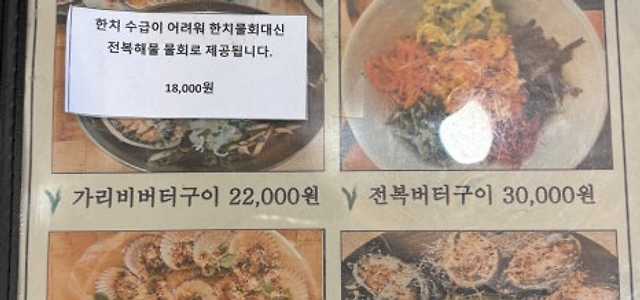 한치 수급이 어려워 한치물회대신
전복해물 물회로 제공됩니다.
18,000원
가리비버터구이 22,000원
전복버터구이 30,000원